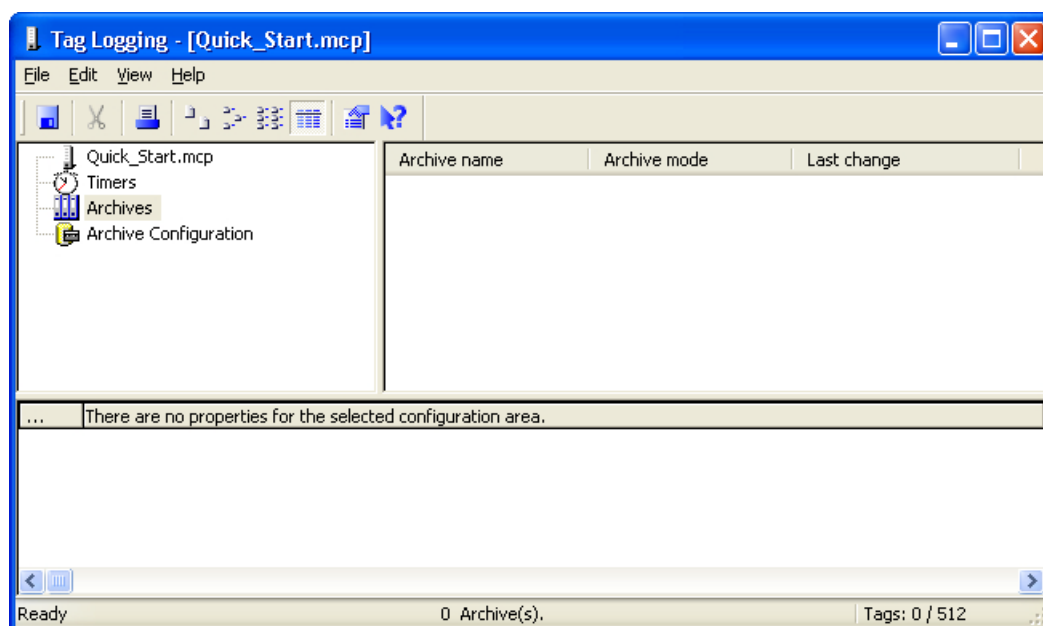 Tag Logging - [Quick_Start.mcp]
File Edit View Help
Quick_Start.mcp
Timers
Archives
Archive Configuration
Archive name Archive mode Last change
... There are no properties for the selected configuration area.
Ready 0 Archive(s). Tags: 0 / 512